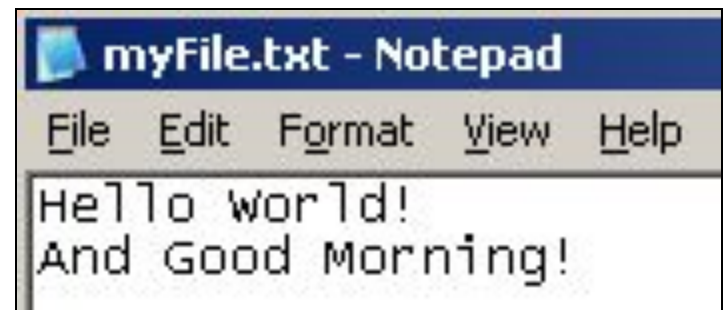 myFile.txt - Notepad
File Edit Format View Help
Hello World!
And Good Morning!